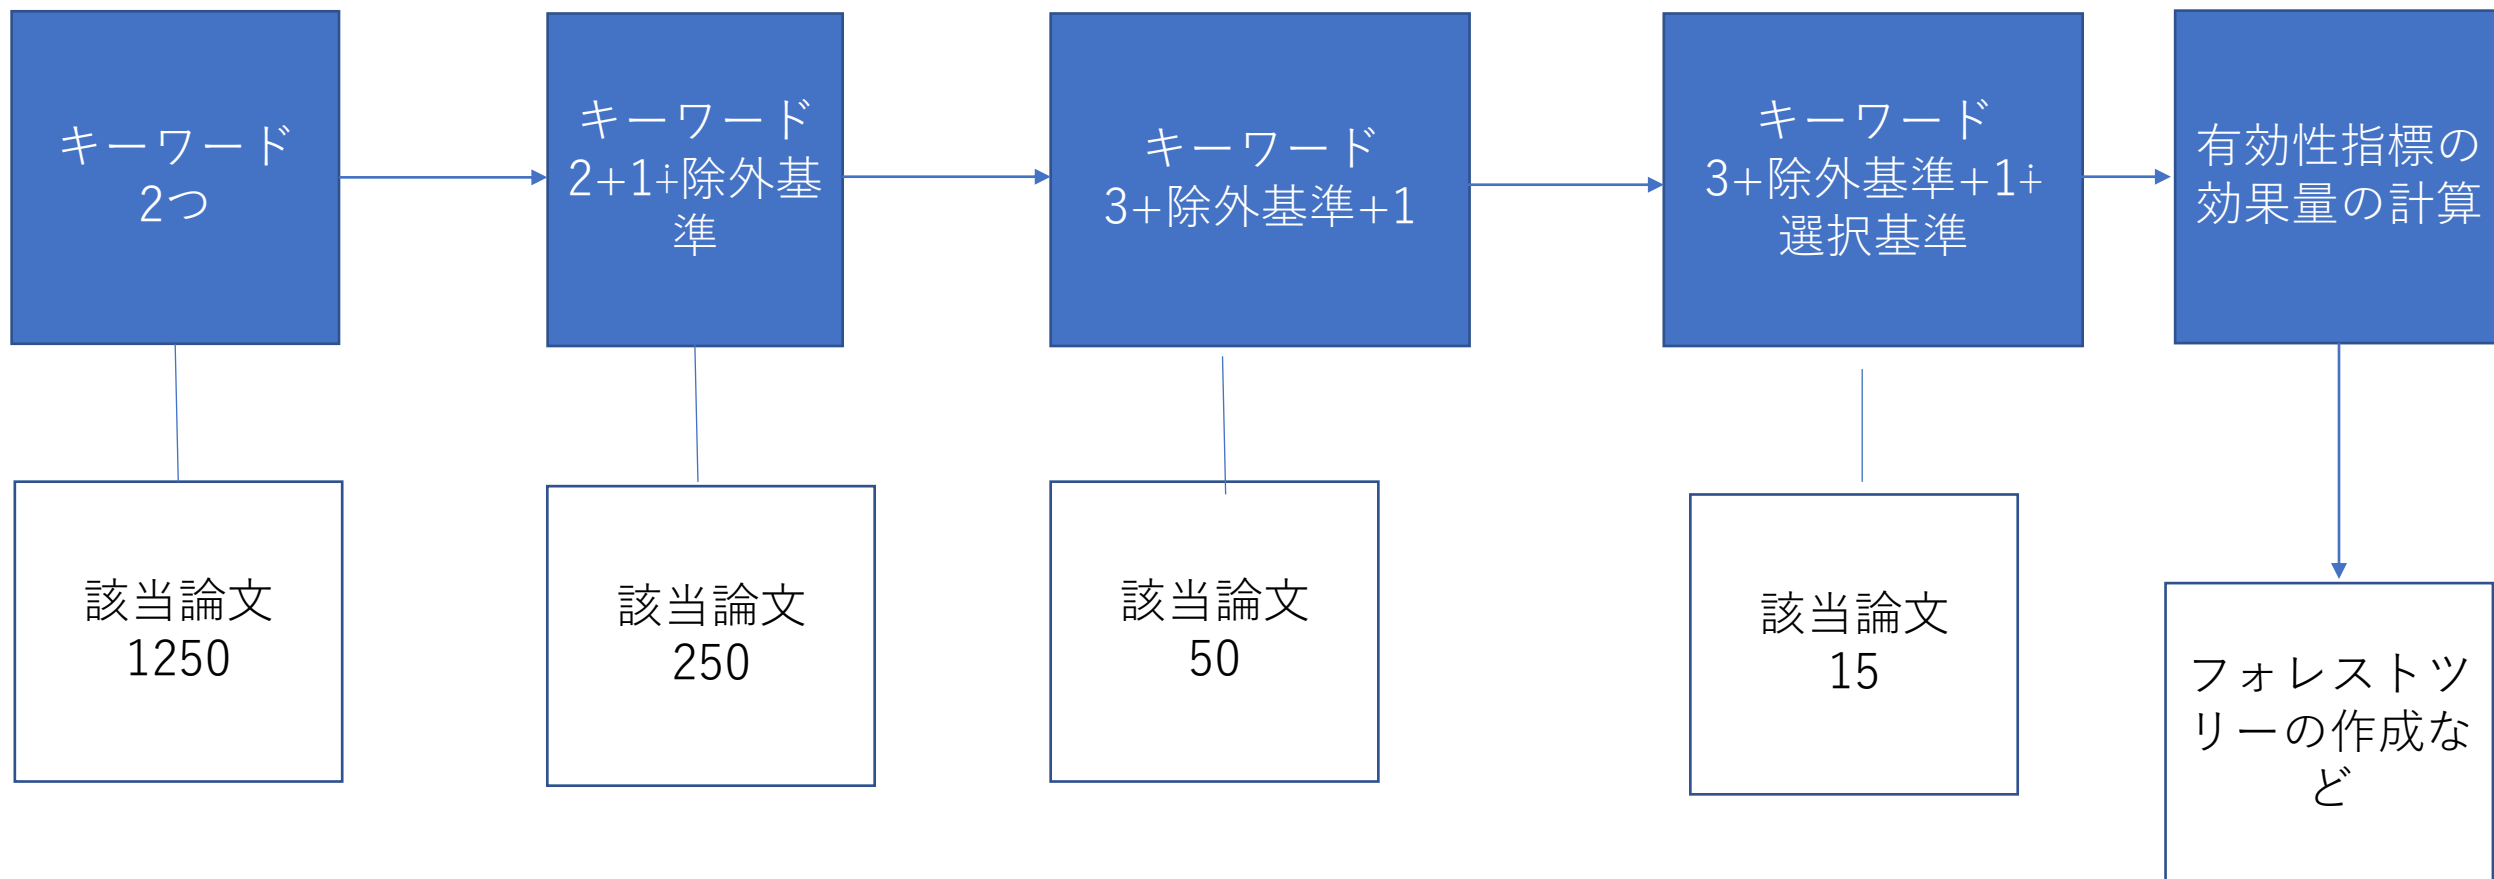 キーワード
2つ
キーワード
2+1+除外基
準
キーワード
3+除外基準+1
キーワード
3+除外基準+1+
選択基準
有効性指標の
効果量の計算
該当論文
1250
該当論文
250
該当論文
50
該当論文
15
フォレストツ
リーの作成な
ど